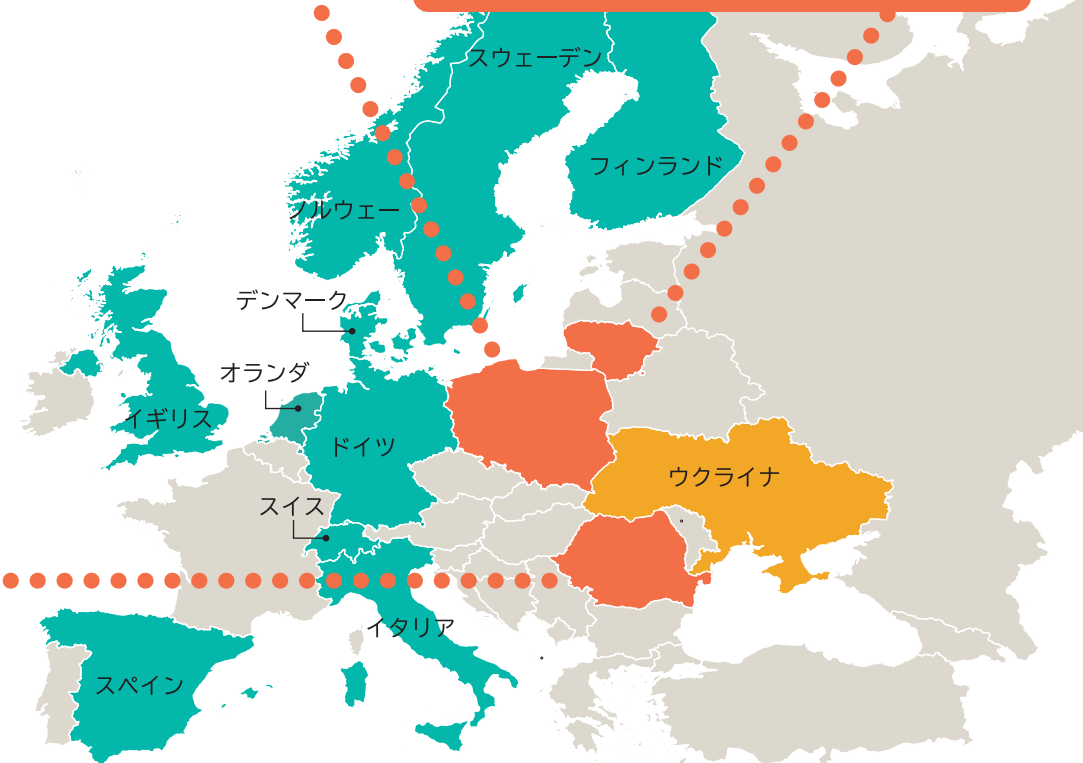 スウェーデン
フィンランド
ノルウェー
デンマーク
オランダ
イギリス
ドイツ
ウクライナ
スイス
イタリア
スペイン